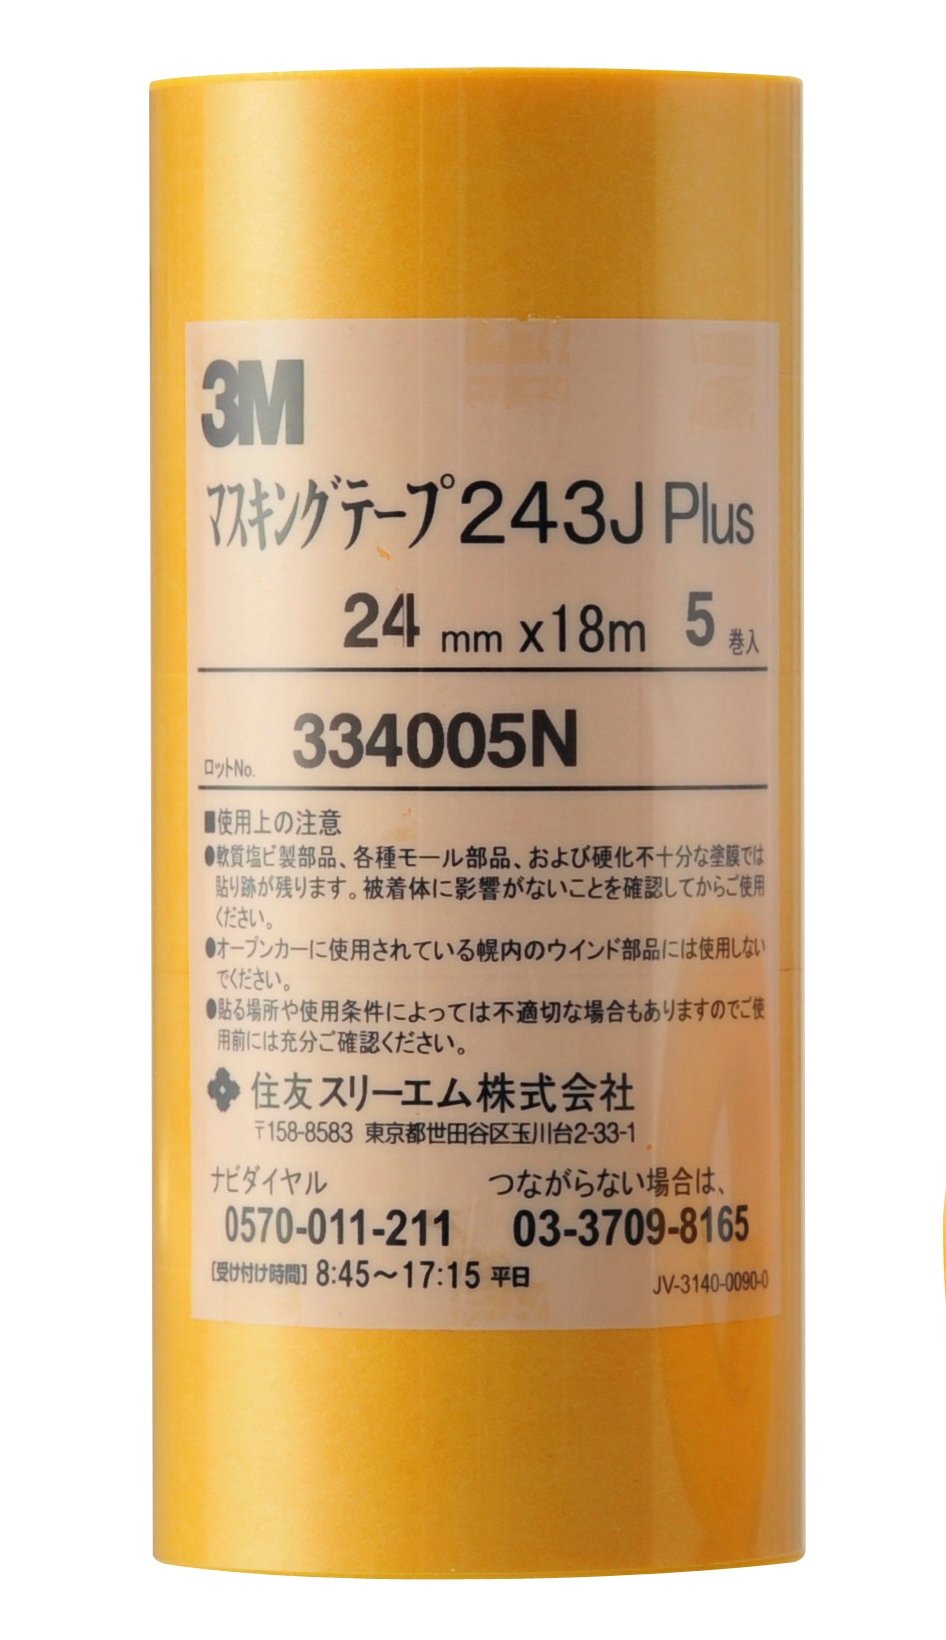 3M
マスキングテープ243J Plus
24 mm x18m 5 巻入
ロットNo. 334005N
■使用上の注意
●軟質塩ビ製部品、各種モール部品、および硬化不十分な塗膜では
貼り跡が残ります。被着体に影響がないことを確認してからご使用
ください。
●オープンカーに使用されている幌内のウインド部品には使用しない
でください。
●貼る場所や使用条件によっては不適切な場合もありますのでご使
用前には充分ご確認ください。
住友スリーエム株式会社
〒158-8583 東京都世田谷区玉川台2-33-1
ナビダイヤル つながらない場合は、
0570-011-211 03-3709-8165
[受け付け時間] 8:45～17:15 平日
JV-3140-0090-0